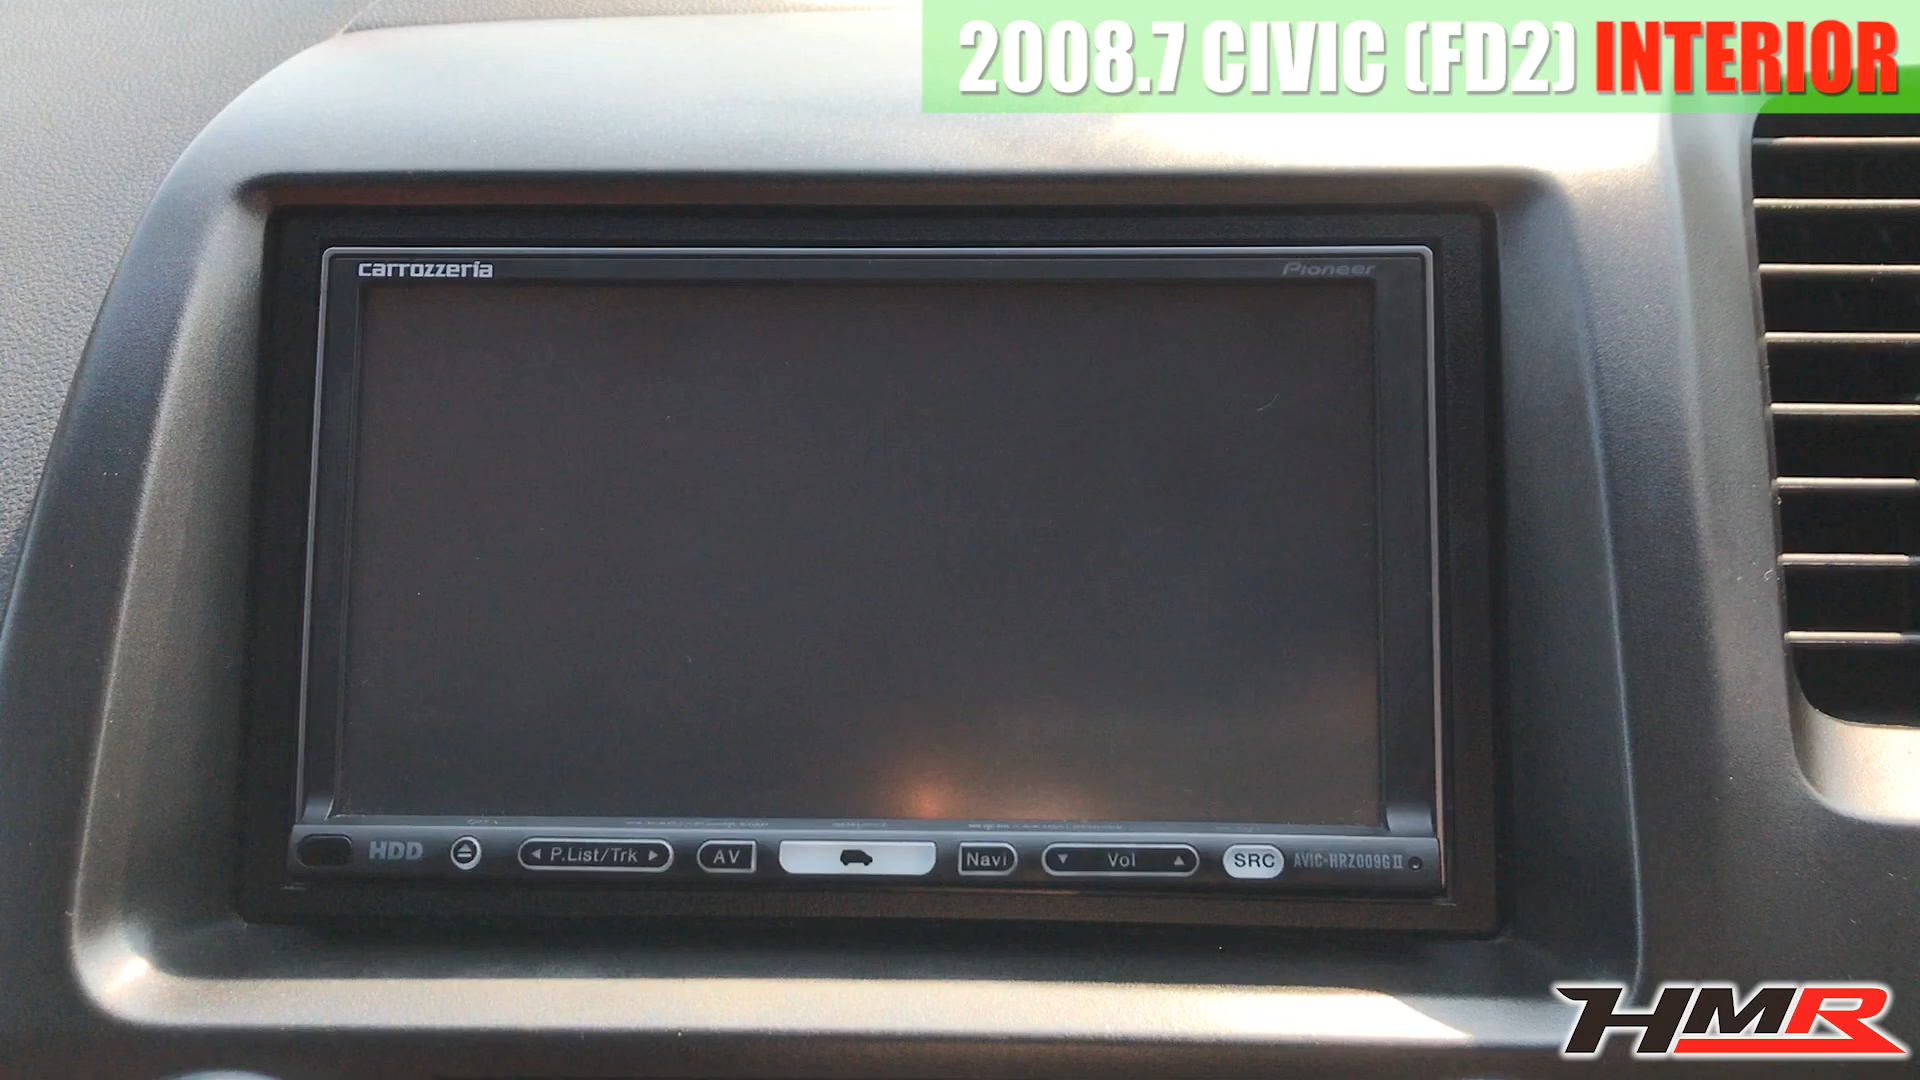 2008.7 CIVIC (FD2) INTERIOR
carrozzeria
Pioneer
HDD P.List/Trk AV Navi Vol SRC AVIC-HRZ009GII
HMR